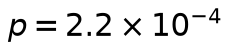 p = 2.2 × 10⁻⁴